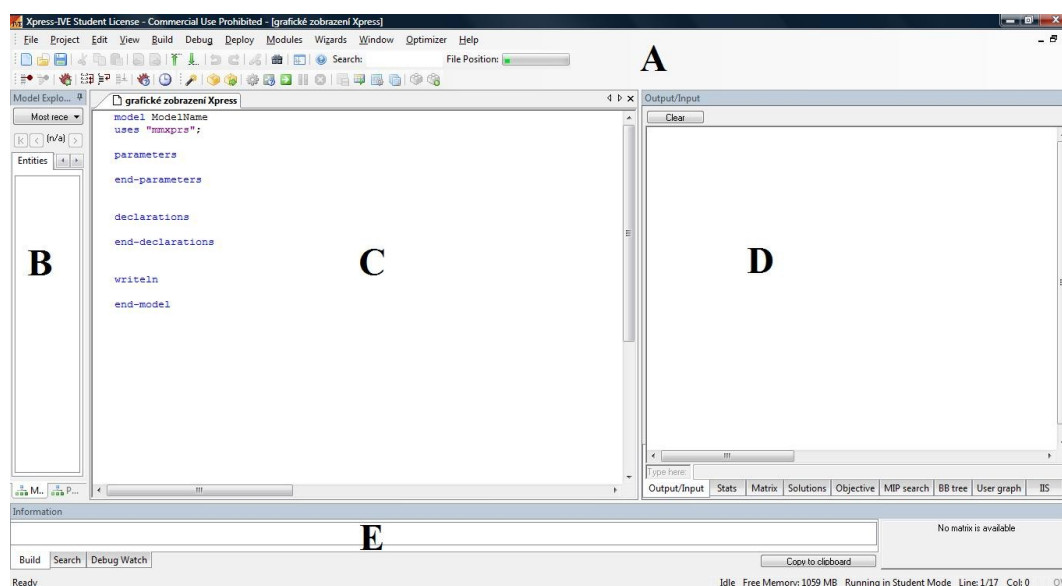 Xpress-IVE Student License - Commercial Use Prohibited - [grafické zobrazení Xpress]
File Project Edit View Build Debug Deploy Modules Wizards Window Optimizer Help
Search: File Position:
A
Model Explo...
Most rece
(n/a)
Entities
B
grafické zobrazení Xpress
model ModelName
uses "mmxprs";
parameters
end-parameters
declarations
end-declarations
writeln
end-model
C
M.. P...
Output/Input
Clear
D
Type here:
Output/Input Stats Matrix Solutions Objective MIP search BB tree User graph IIS
Information
E
No matrix is available
Build Search Debug Watch
Copy to clipboard
Ready
Idle Free Memory: 1059 MB Running in Student Mode Line: 1/17 Col: 0